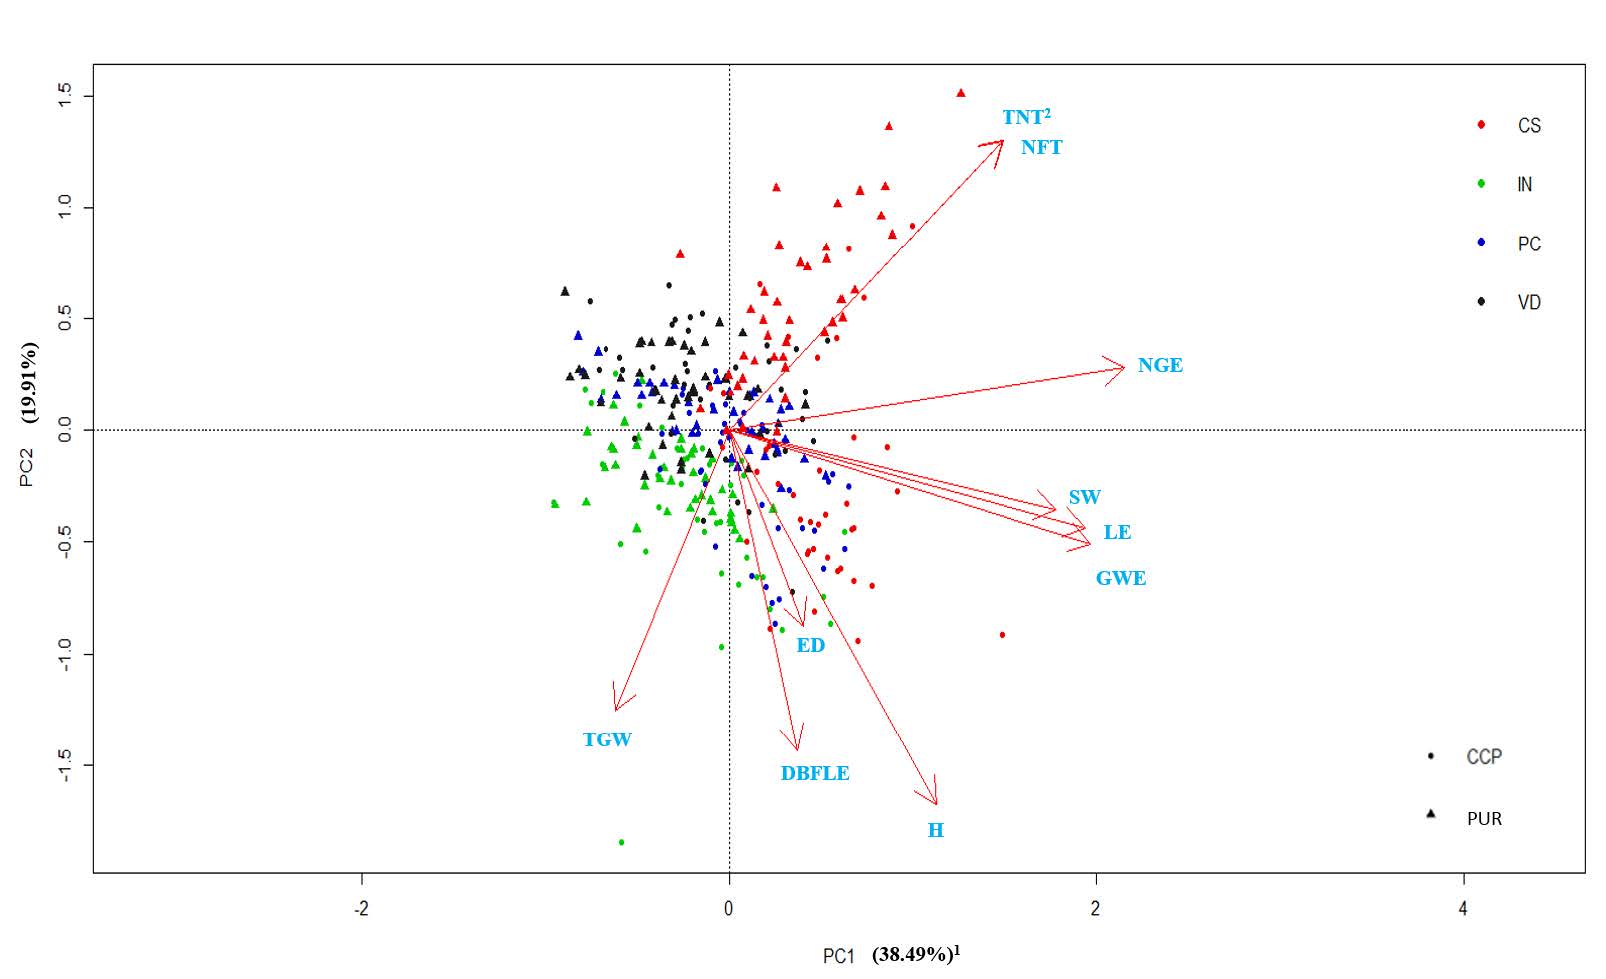 TNT²
NFT
NGE
SW
LE
GWE
ED
TGW
DBFLE
H
CS
IN
PC
VD
CCP
PUR
1.5
1.0
0.5
0.0
-0.5
-1.0
-1.5
PC2 (19.91%)
-2 0 2 4
PC1 (38.49%)¹